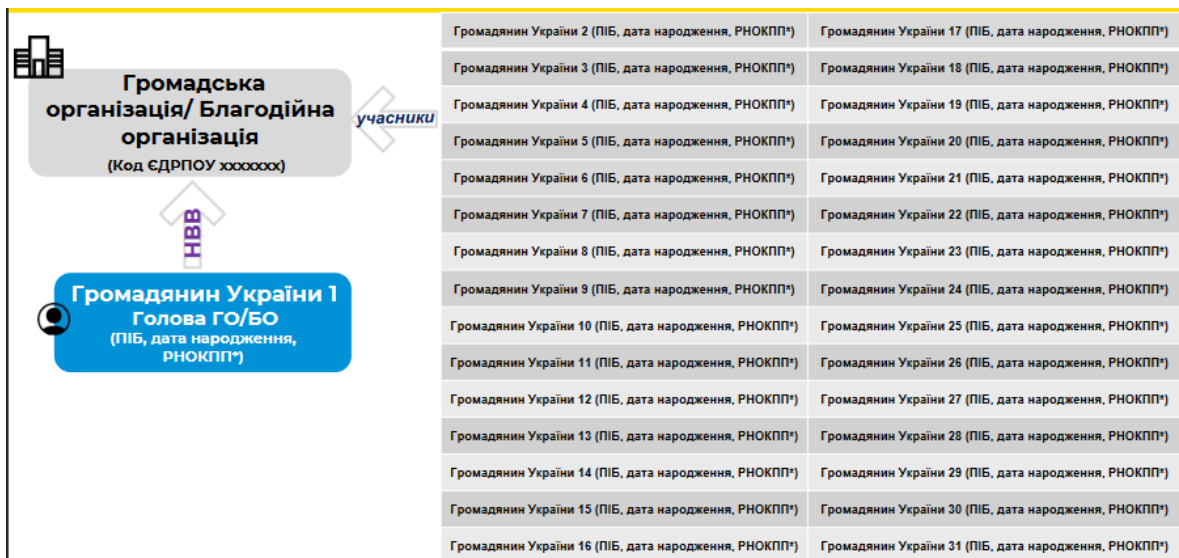 Громадська
організація/ Благодійна
організація
(Код ЄДРПОУ xxxxxxx)
учасники
НВВ
Громадянин України 1
Голова ГО/БО
(ПІБ, дата народження,
РНОКПП*)
Громадянин України 2 (ПІБ, дата народження, РНОКПП*) Громадянин України 17 (ПІБ, дата народження, РНОКПП*)
Громадянин України 3 (ПІБ, дата народження, РНОКПП*) Громадянин України 18 (ПІБ, дата народження, РНОКПП*)
Громадянин України 4 (ПІБ, дата народження, РНОКПП*) Громадянин України 19 (ПІБ, дата народження, РНОКПП*)
Громадянин України 5 (ПІБ, дата народження, РНОКПП*) Громадянин України 20 (ПІБ, дата народження, РНОКПП*)
Громадянин України 6 (ПІБ, дата народження, РНОКПП*) Громадянин України 21 (ПІБ, дата народження, РНОКПП*)
Громадянин України 7 (ПІБ, дата народження, РНОКПП*) Громадянин України 22 (ПІБ, дата народження, РНОКПП*)
Громадянин України 8 (ПІБ, дата народження, РНОКПП*) Громадянин України 23 (ПІБ, дата народження, РНОКПП*)
Громадянин України 9 (ПІБ, дата народження, РНОКПП*) Громадянин України 24 (ПІБ, дата народження, РНОКПП*)
Громадянин України 10 (ПІБ, дата народження, РНОКПП*) Громадянин України 25 (ПІБ, дата народження, РНОКПП*)
Громадянин України 11 (ПІБ, дата народження, РНОКПП*) Громадянин України 26 (ПІБ, дата народження, РНОКПП*)
Громадянин України 12 (ПІБ, дата народження, РНОКПП*) Громадянин України 27 (ПІБ, дата народження, РНОКПП*)
Громадянин України 13 (ПІБ, дата народження, РНОКПП*) Громадянин України 28 (ПІБ, дата народження, РНОКПП*)
Громадянин України 14 (ПІБ, дата народження, РНОКПП*) Громадянин України 29 (ПІБ, дата народження, РНОКПП*)
Громадянин України 15 (ПІБ, дата народження, РНОКПП*) Громадянин України 30 (ПІБ, дата народження, РНОКПП*)
Громадянин України 16 (ПІБ, дата народження, РНОКПП*) Громадянин України 31 (ПІБ, дата народження, РНОКПП*)